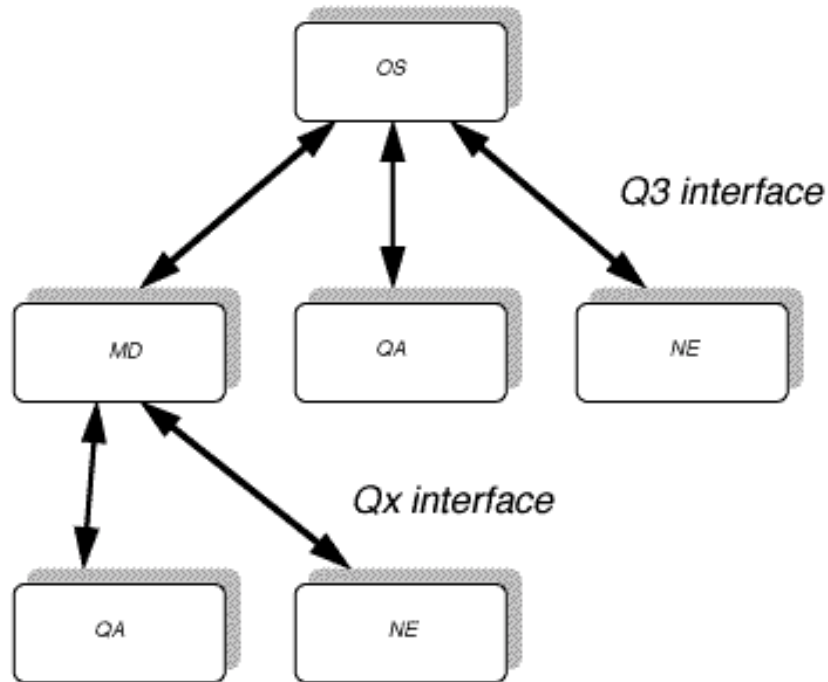 OS
Q3 interface
MD
QA
NE
Qx interface
QA
NE